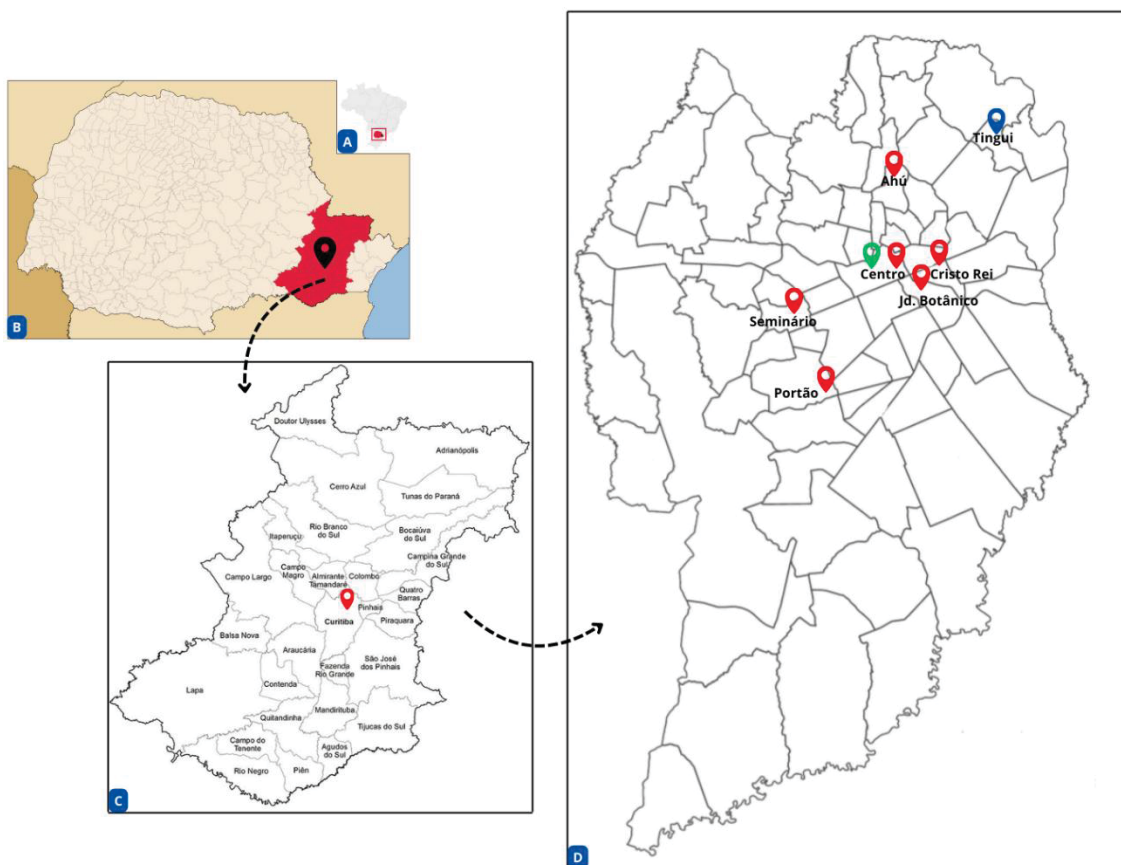 A
B
Doutor Ulysses
Adrianópolis
Cerro Azul
Tunas do Paraná
Rio Branco
do Sul
Bocaiúva
do Sul
Itaperuçu
Campina Grande
do Sul
Campo Largo
Campo
Magro
Almirante
Tamandaré
Colombo
Quatro
Barras
Pinhais
Piraquara
Curitiba
Balsa Nova
Araucária
São José
dos Pinhais
Fazenda
Rio Grande
Lapa
Contenda
Quitandinha
Mandirituba
Tijucas do Sul
Campo do
Tenente
Agudos
do Sul
Rio Negro
Piên
C
Tingui
Ahú
Centro
Cristo Rei
Jd. Botânico
Seminário
Portão
D